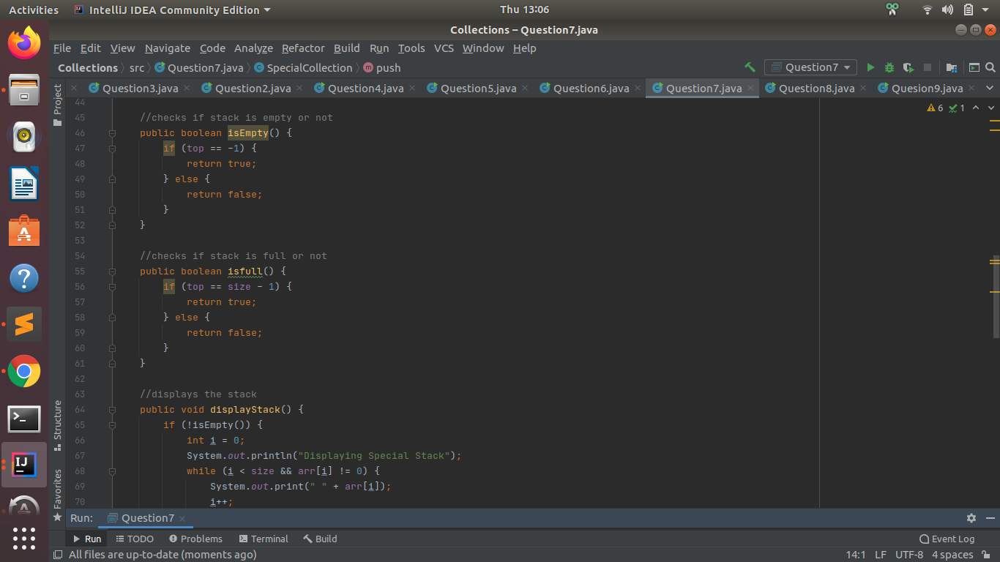 Activities IntelliJ IDEA Community Edition Thu 13:06
Collections – Question7.java
File Edit View Navigate Code Analyze Refactor Build Run Tools VCS Window Help
Collections src Question7.java SpecialCollection push Question7
Question3.java Question2.java Question4.java Question5.java Question6.java Question7.java Question8.java Quesion9.java
Project
Structure
Favorites
6 1
44
45 //checks if stack is empty or not
46 public boolean isEmpty() {
47 if (top == -1) {
48 return true;
49 } else {
50 return false;
51 }
52 }
53
54 //checks if stack is full or not
55 public boolean isfull() {
56 if (top == size - 1) {
57 return true;
58 } else {
59 return false;
60 }
61 }
62
63 //displays the stack
64 public void displayStack() {
65 if (!isEmpty()) {
66 int i = 0;
67 System.out.println("Displaying Special Stack");
68 while (i < size && arr[i] != 0) {
69 System.out.print(" " + arr[i]);
70 i++;
Run: Question7
Run TODO Problems Terminal Build Event Log
All files are up-to-date (moments ago) 14:1 LF UTF-8 4 spaces